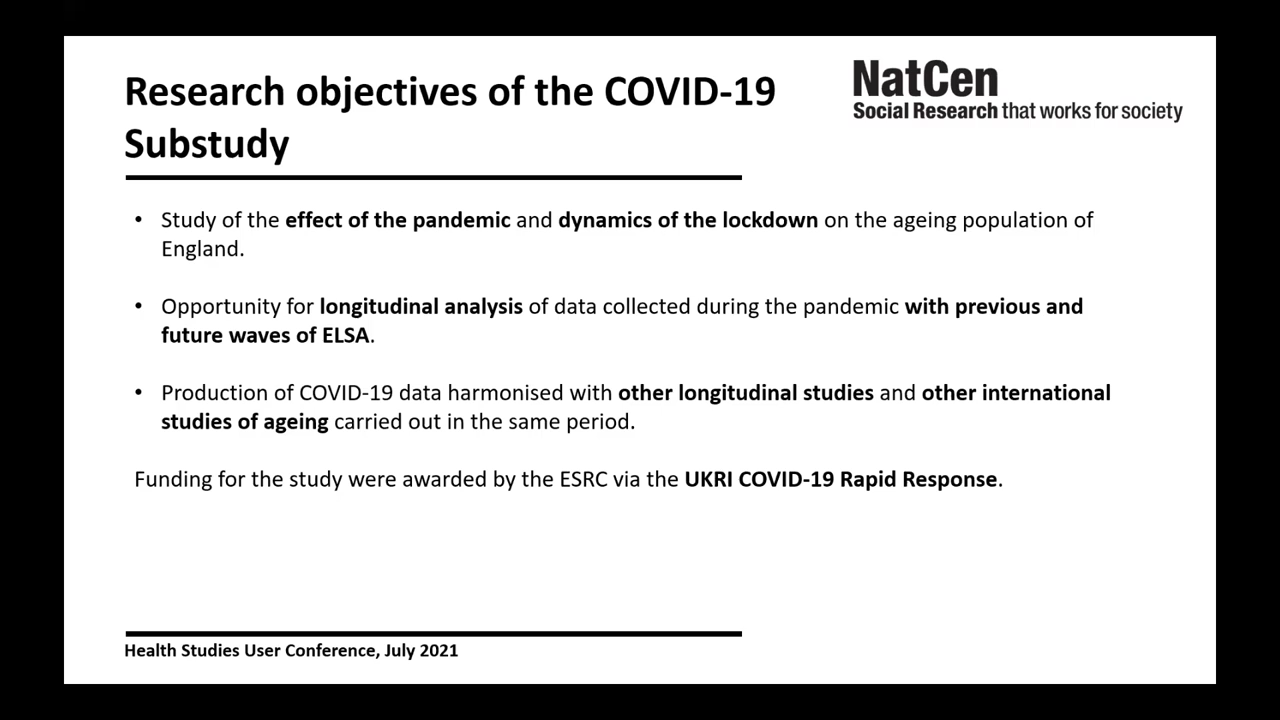 Research objectives of the COVID-19
Substudy
NatCen
Social Research that works for society
• Study of the effect of the pandemic and dynamics of the lockdown on the ageing population of
England.
• Opportunity for longitudinal analysis of data collected during the pandemic with previous and
future waves of ELSA.
• Production of COVID-19 data harmonised with other longitudinal studies and other international
studies of ageing carried out in the same period.
Funding for the study were awarded by the ESRC via the UKRI COVID-19 Rapid Response.
Health Studies User Conference, July 2021